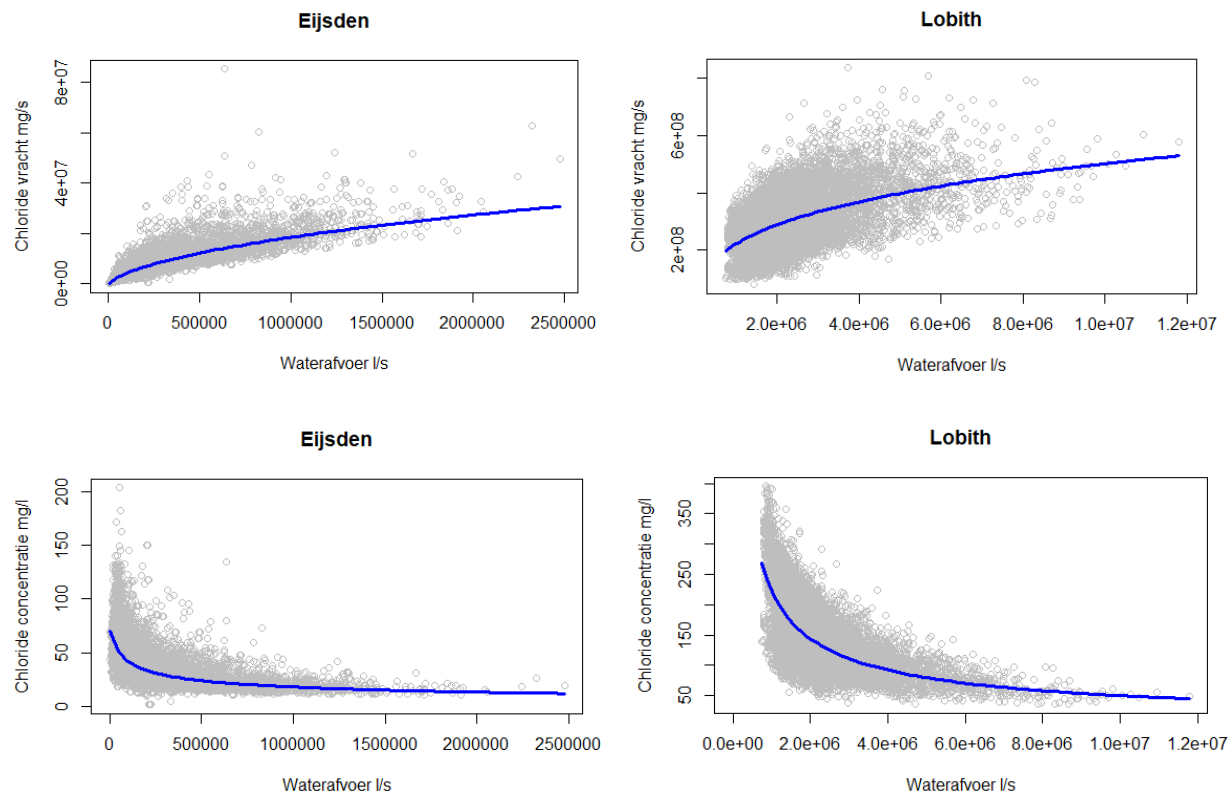 Eijsden
Chloride vracht mg/s
0e+00 4e+07 8e+07
0 500000 1000000 1500000 2000000 2500000
Waterafvoer l/s
Lobith
Chloride vracht mg/s
2e+08 6e+08
2.0e+06 4.0e+06 6.0e+06 8.0e+06 1.0e+07 1.2e+07
Waterafvoer l/s
Eijsden
Chloride concentratie mg/l
0 50 100 150 200
0 500000 1000000 1500000 2000000 2500000
Waterafvoer l/s
Lobith
Chloride concentratie mg/l
50 150 250 350
0.0e+00 2.0e+06 4.0e+06 6.0e+06 8.0e+06 1.0e+07 1.2e+07
Waterafvoer l/s